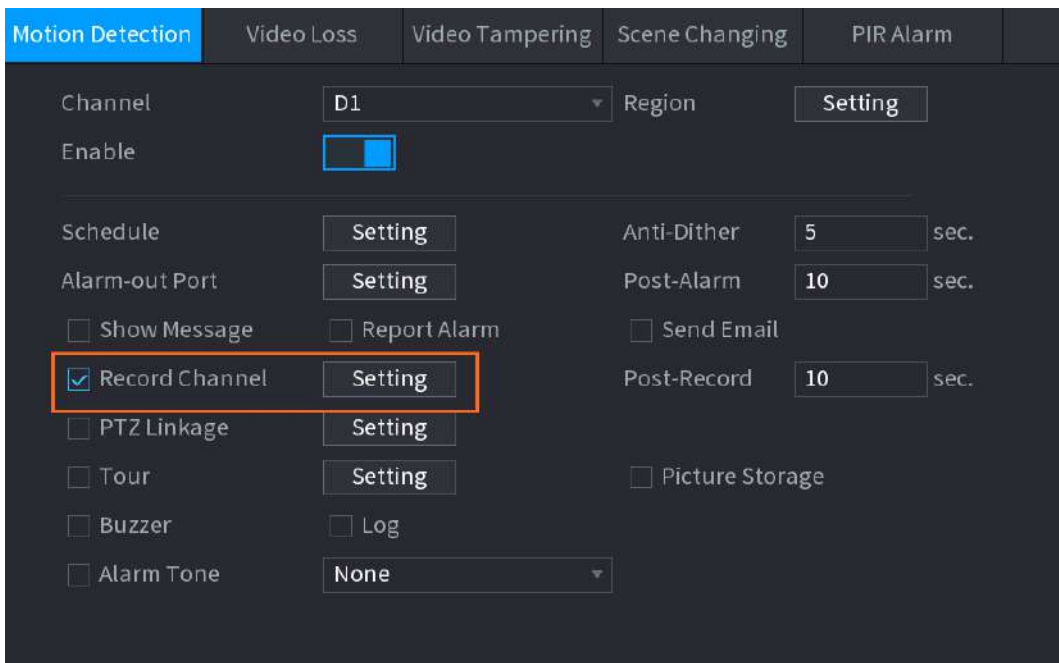 Motion Detection Video Loss Video Tampering Scene Changing PIR Alarm
Channel D1 Region Setting
Enable
Schedule Setting Anti-Dither 5 sec.
Alarm-out Port Setting Post-Alarm 10 sec.
Show Message Report Alarm Send Email
Record Channel Setting Post-Record 10 sec.
PTZ Linkage Setting
Tour Setting Picture Storage
Buzzer Log
Alarm Tone None